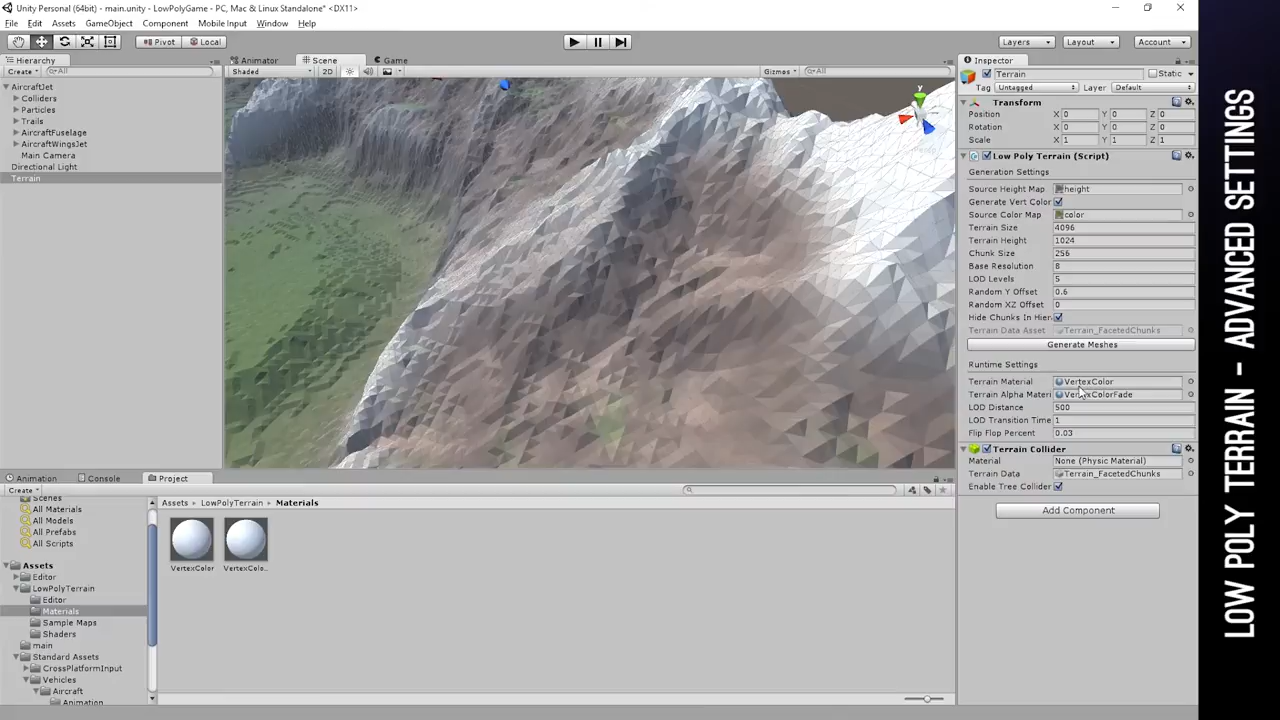 Unity Personal (64bit) - main.unity - LowPolyGame - PC, Mac & Linux Standalone* <DX11>
File Edit Assets GameObject Component Mobile Input Window Help
Pivot Local Layers Layout Account
Hierarchy
Create All
AircraftJet
Colliders
Particles
Trails
AircraftFuselage
AircraftWingsJet
Main Camera
Directional Light
Terrain
Animator Scene Game
Shaded 2D Gizmos All
y
Persp
Inspector
Terrain Static
Tag Untagged Layer Default
Transform
Position X 0 Y 0 Z 0
Rotation X 0 Y 0 Z 0
Scale X 1 Y 1 Z 1
Low Poly Terrain (Script)
Generation Settings
Source Height Map height
Generate Vert Color
Source Color Map color
Terrain Size 4096
Terrain Height 1024
Chunk Size 256
Base Resolution 8
LOD Levels 5
Random Y Offset 0.6
Random XZ Offset 0
Hide Chunks In Hier
Terrain Data Asset Terrain_FacetedChunks
Generate Meshes
Runtime Settings
Terrain Material VertexColor
Terrain Alpha Materi VertexColorFade
LOD Distance 500
LOD Transition Time 1
Flip Flop Percent 0.03
Terrain Collider
Material None (Physic Material)
Terrain Data Terrain_FacetedChunks
Enable Tree Collider
Add Component
Animation Console Project
Create
Scenes
All Materials
All Models
All Prefabs
All Scripts
Assets
Editor
LowPolyTerrain
Editor
Materials
Sample Maps
Shaders
main
Standard Assets
CrossPlatformInput
Vehicles
Aircraft
Animation
Assets LowPolyTerrain Materials
VertexColor VertexColo...
LOW POLY TERRAIN - ADVANCED SETTINGS